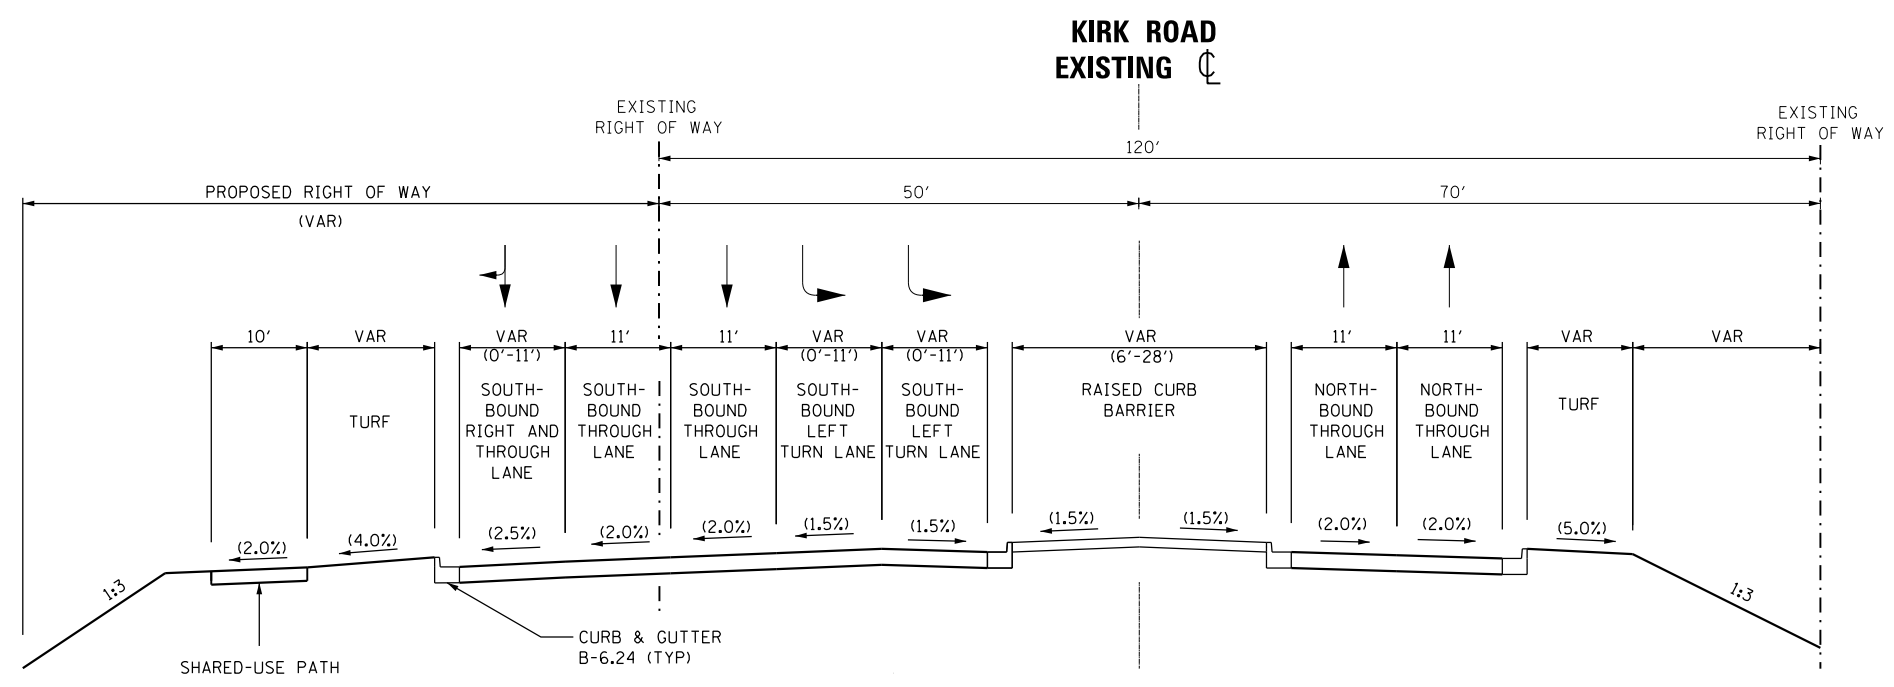 KIRK ROAD
EXISTING ℄
EXISTING
RIGHT OF WAY
EXISTING
RIGHT OF WAY
120'
PROPOSED RIGHT OF WAY
(VAR)
50'
70'
10'
VAR
VAR
(0'-11')
11'
11'
VAR
(0'-11')
VAR
(0'-11')
VAR
(6'-28')
11'
11'
VAR
VAR
TURF
SOUTH-
BOUND
RIGHT AND
THROUGH
LANE
SOUTH-
BOUND
THROUGH
LANE
SOUTH-
BOUND
THROUGH
LANE
SOUTH-
BOUND
LEFT
TURN LANE
SOUTH-
BOUND
LEFT
TURN LANE
RAISED CURB
BARRIER
NORTH-
BOUND
THROUGH
LANE
NORTH-
BOUND
THROUGH
LANE
TURF
(2.0%)
(4.0%)
(2.5%)
(2.0%)
(2.0%)
(1.5%)
(1.5%)
(1.5%)
(1.5%)
(2.0%)
(2.0%)
(5.0%)
1:3
1:3
CURB & GUTTER
B-6.24 (TYP)
SHARED-USE PATH